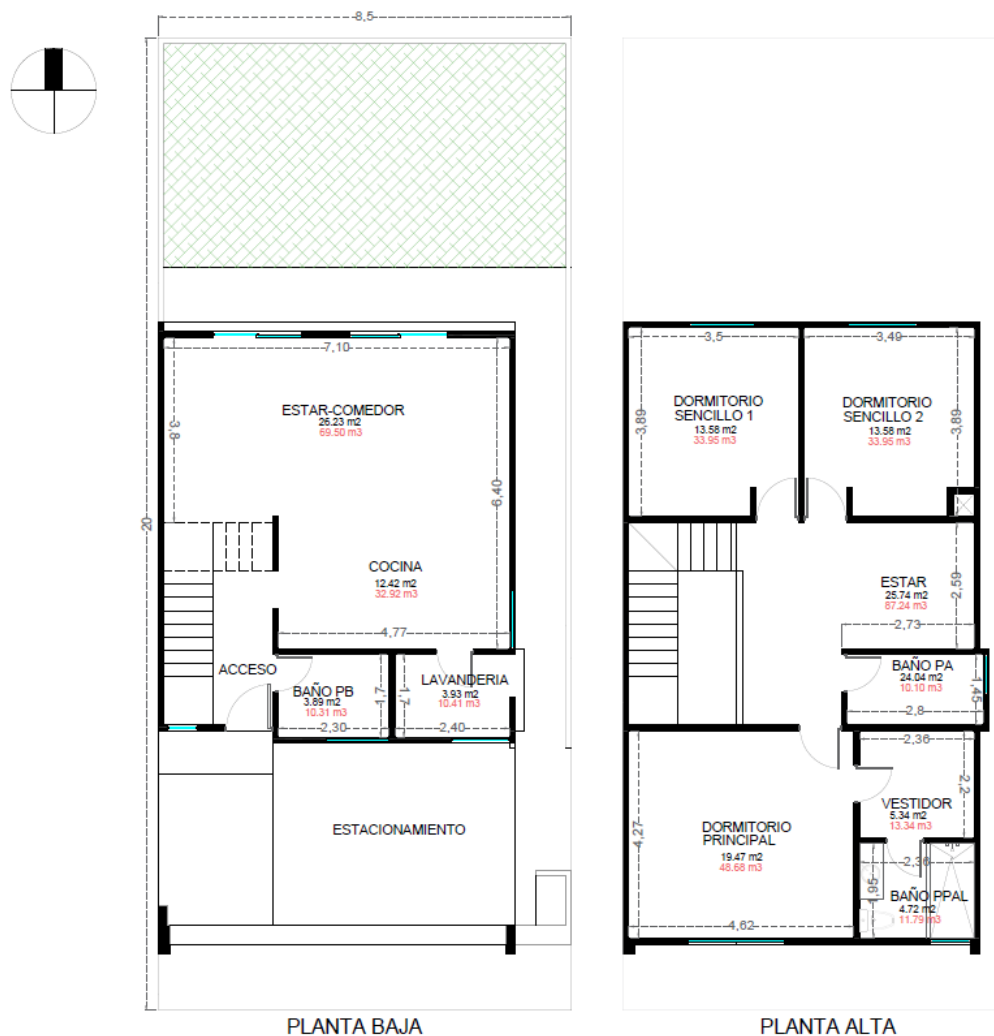 8,5
20
7,10
ESTAR-COMEDOR
26.23 m2
69.50 m3
3,8
6,40
COCINA
12.42 m2
32.92 m3
4,77
ACCESO
BAÑO PB
3.89 m2
10.31 m3
2,30
1,7
1,7
LAVANDERIA
3.93 m2
10.41 m3
2,40
ESTACIONAMIENTO
PLANTA BAJA
3,5
3,49
DORMITORIO
SENCILLO 1
13.58 m2
33.95 m3
3,89
DORMITORIO
SENCILLO 2
13.58 m2
33.95 m3
3,89
ESTAR
25.74 m2
87.24 m3
2,59
2,73
BAÑO PA
24.04 m2
10.10 m3
1,45
2,8
2,36
2,2
VESTIDOR
5.34 m2
13.34 m3
4,27
DORMITORIO
PRINCIPAL
19.47 m2
48.68 m3
4,62
2,36
1,95
BAÑO PPAL
4.72 m2
11.79 m3
PLANTA ALTA